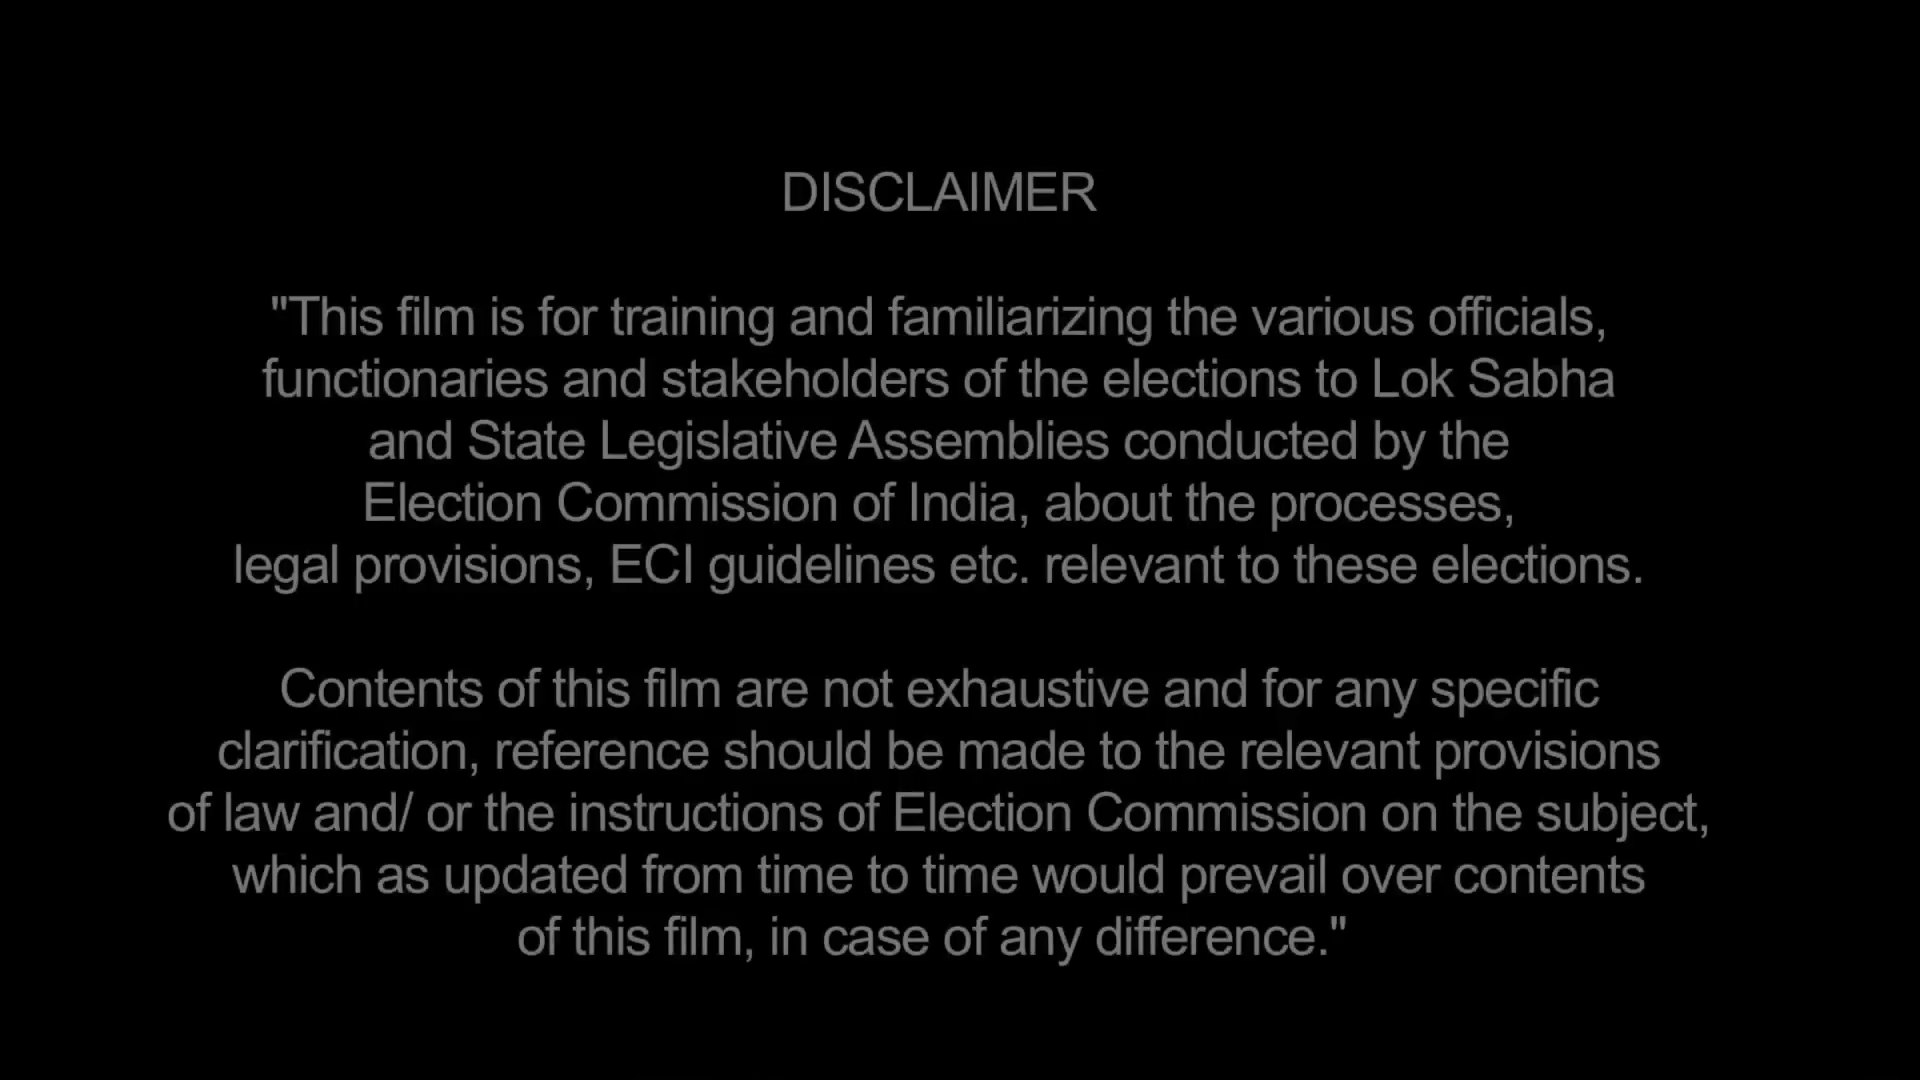 DISCLAIMER
"This film is for training and familiarizing the various officials,
functionaries and stakeholders of the elections to Lok Sabha
and State Legislative Assemblies conducted by the
Election Commission of India, about the processes,
legal provisions, ECI guidelines etc. relevant to these elections.
Contents of this film are not exhaustive and for any specific
clarification, reference should be made to the relevant provisions
of law and/ or the instructions of Election Commission on the subject,
which as updated from time to time would prevail over contents
of this film, in case of any difference."